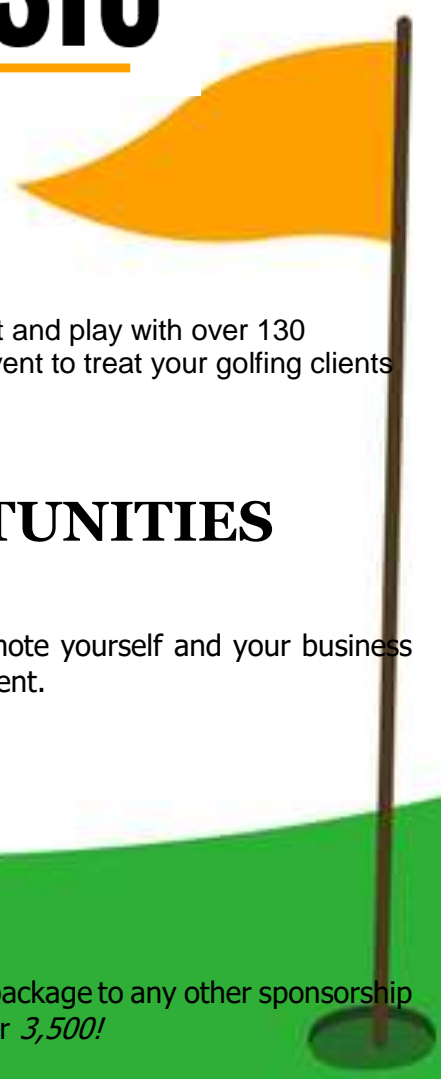 t and play with over 130
vent to treat your golfing clients
TUNITIES
note yourself and your business
ent.
package to any other sponsorship
r 3,500!